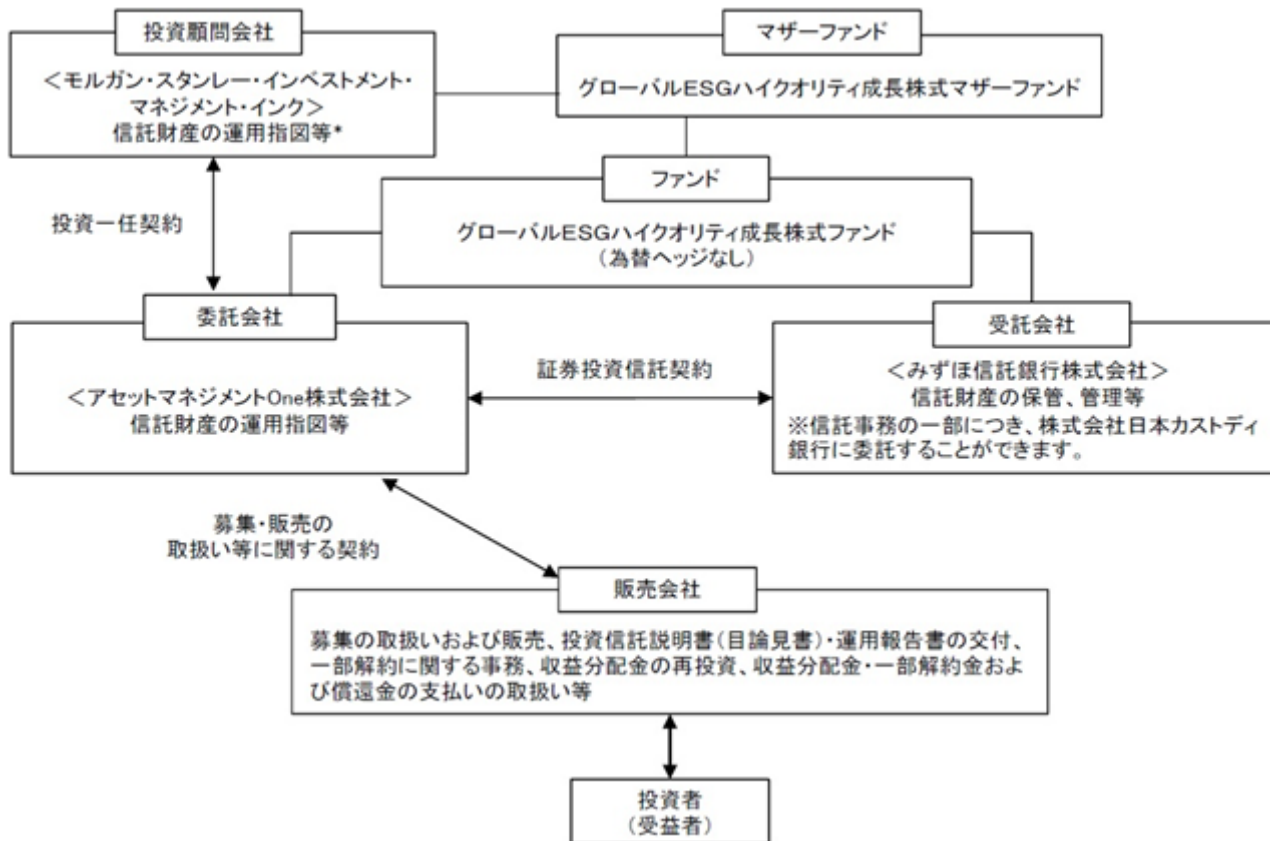 投資顧問会社
＜モルガン・スタンレー・インベストメント・
マネジメント・インク＞
信託財産の運用指図等*
マザーファンド
グローバルＥＳＧハイクオリティ成長株式マザーファンド
ファンド
グローバルＥＳＧハイクオリティ成長株式ファンド
（為替ヘッジなし）
投資一任契約
委託会社
＜アセットマネジメントOne株式会社＞
信託財産の運用指図等
証券投資信託契約
受託会社
＜みずほ信託銀行株式会社＞
信託財産の保管、管理等
※信託事務の一部につき、株式会社日本カストディ
銀行に委託することができます。
募集・販売の
取扱い等に関する契約
販売会社
募集の取扱いおよび販売、投資信託説明書（目論見書）・運用報告書の交付、
一部解約に関する事務、収益分配金の再投資、収益分配金・一部解約金およ
び償還金の支払いの取扱い等
投資者
（受益者）